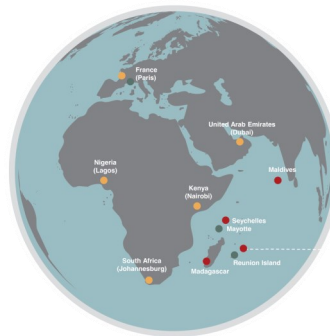 France
(Paris)
United Arab Emirates
(Dubai)
Nigeria
(Lagos)
Maldives
Kenya
(Nairobi)
Seychelles
Mayotte
South Africa
(Johannesburg)
Madagascar
Reunion Island